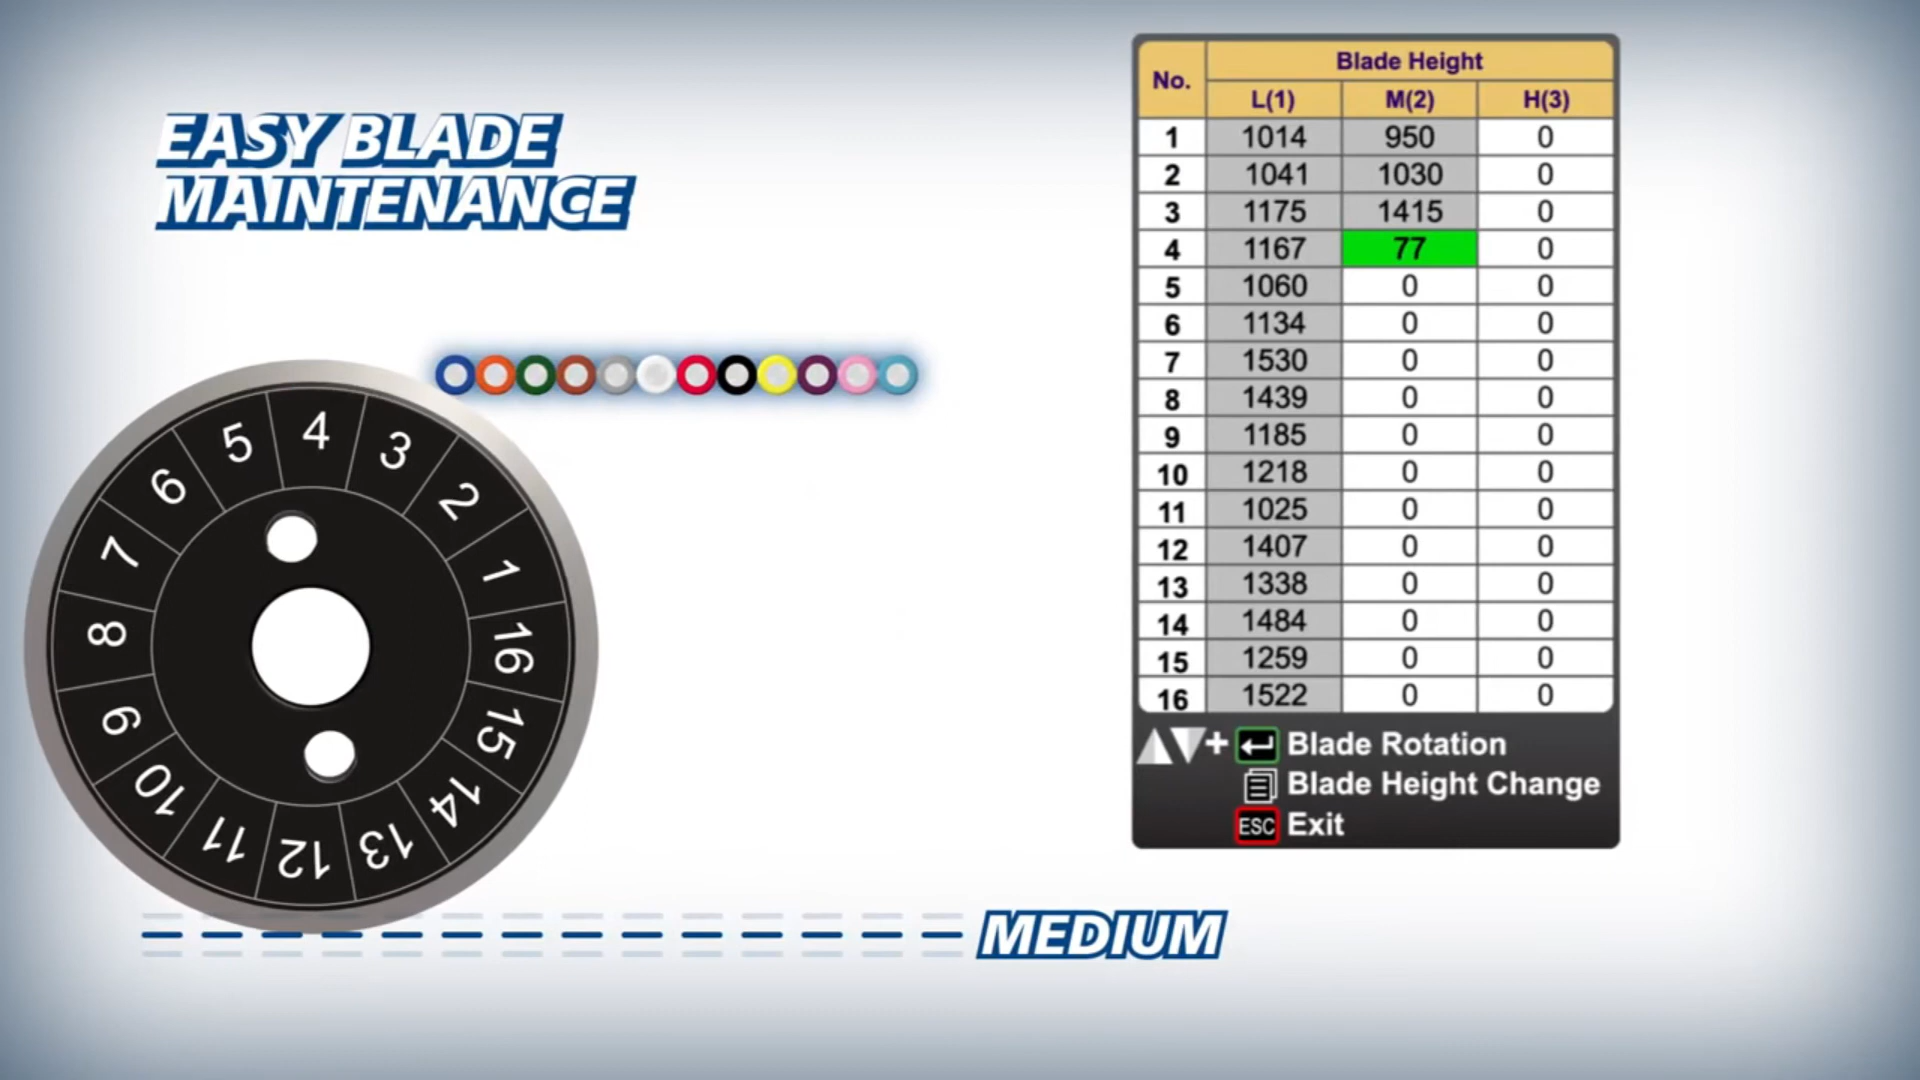 EASY BLADE
MAINTENANCE
No. Blade Height
L(1) M(2) H(3)
1 1014 950 0
2 1041 1030 0
3 1175 1415 0
4 1167 77 0
5 1060 0 0
6 1134 0 0
7 1530 0 0
8 1439 0 0
9 1185 0 0
10 1218 0 0
11 1025 0 0
12 1407 0 0
13 1338 0 0
14 1484 0 0
15 1259 0 0
16 1522 0 0
+ Blade Rotation
Blade Height Change
ESC Exit
1
2
3
4
5
6
7
8
9
10
11
12
13
14
15
16
MEDIUM